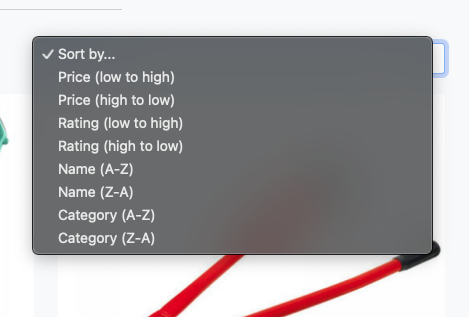 Sort by...
Price (low to high)
Price (high to low)
Rating (low to high)
Rating (high to low)
Name (A-Z)
Name (Z-A)
Category (A-Z)
Category (Z-A)